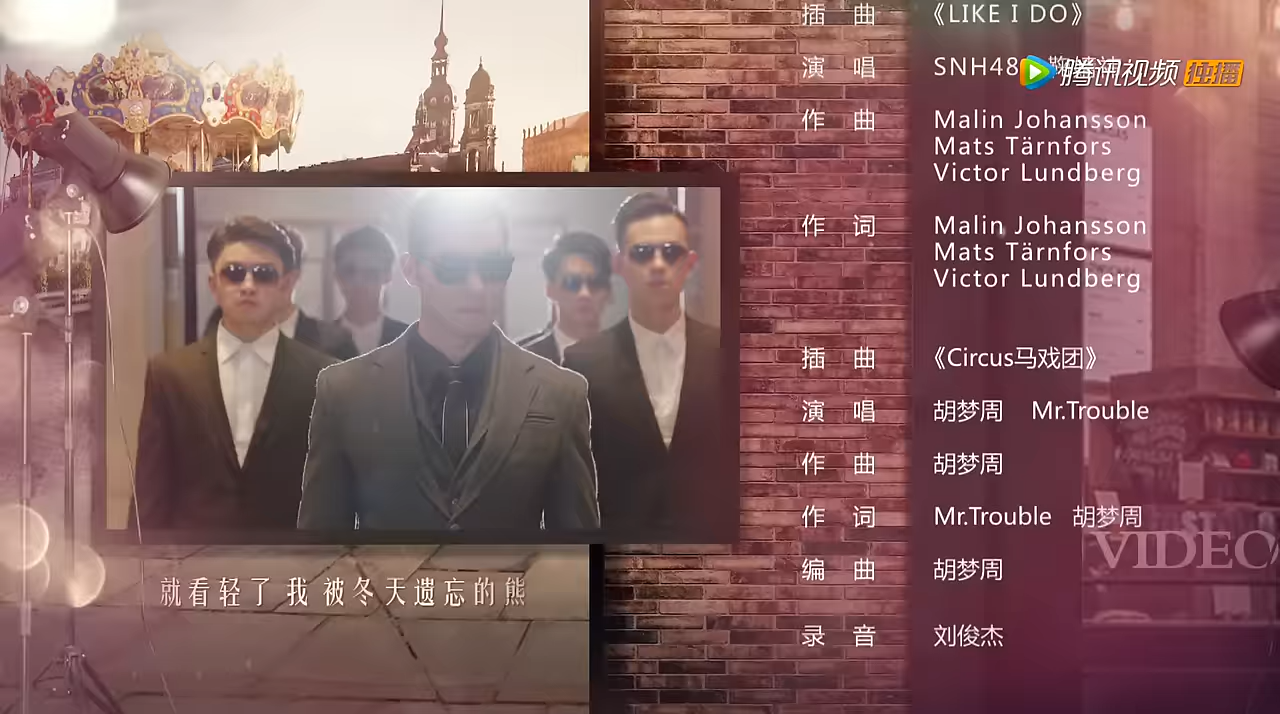 插 曲 《LIKE I DO》
演 唱 SNH48
腾讯视频 独播
作 曲 Malin Johansson
Mats Tärnfors
Victor Lundberg
作 词 Malin Johansson
Mats Tärnfors
Victor Lundberg
插 曲 《Circus马戏团》
演 唱 胡梦周 Mr.Trouble
作 曲 胡梦周
作 词 Mr.Trouble 胡梦周
编 曲 胡梦周
录 音 刘俊杰
VIDEO
就看轻了我被冬天遗忘的熊